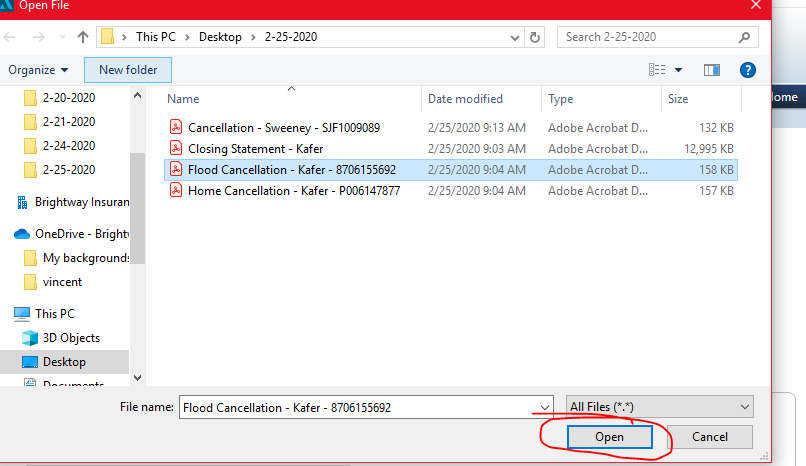 Open File
This PC > Desktop > 2-25-2020
Search 2-25-2020
Organize
New folder
?
Home
Name
Date modified
Type
Size
2-20-2020
2-21-2020
2-24-2020
2-25-2020
Brightway Insuran
OneDrive - Brightw
My backgrounds
vincent
This PC
3D Objects
Desktop
Documents
Cancellation - Sweeney - SJF1009089 2/25/2020 9:13 AM Adobe Acrobat D... 132 KB
Closing Statement - Kafer 2/25/2020 9:03 AM Adobe Acrobat D... 12,995 KB
Flood Cancellation - Kafer - 8706155692 2/25/2020 9:04 AM Adobe Acrobat D... 158 KB
Home Cancellation - Kafer - P006147877 2/25/2020 9:04 AM Adobe Acrobat D... 157 KB
File name: Flood Cancellation - Kafer - 8706155692
All Files (*.*)
Open
Cancel